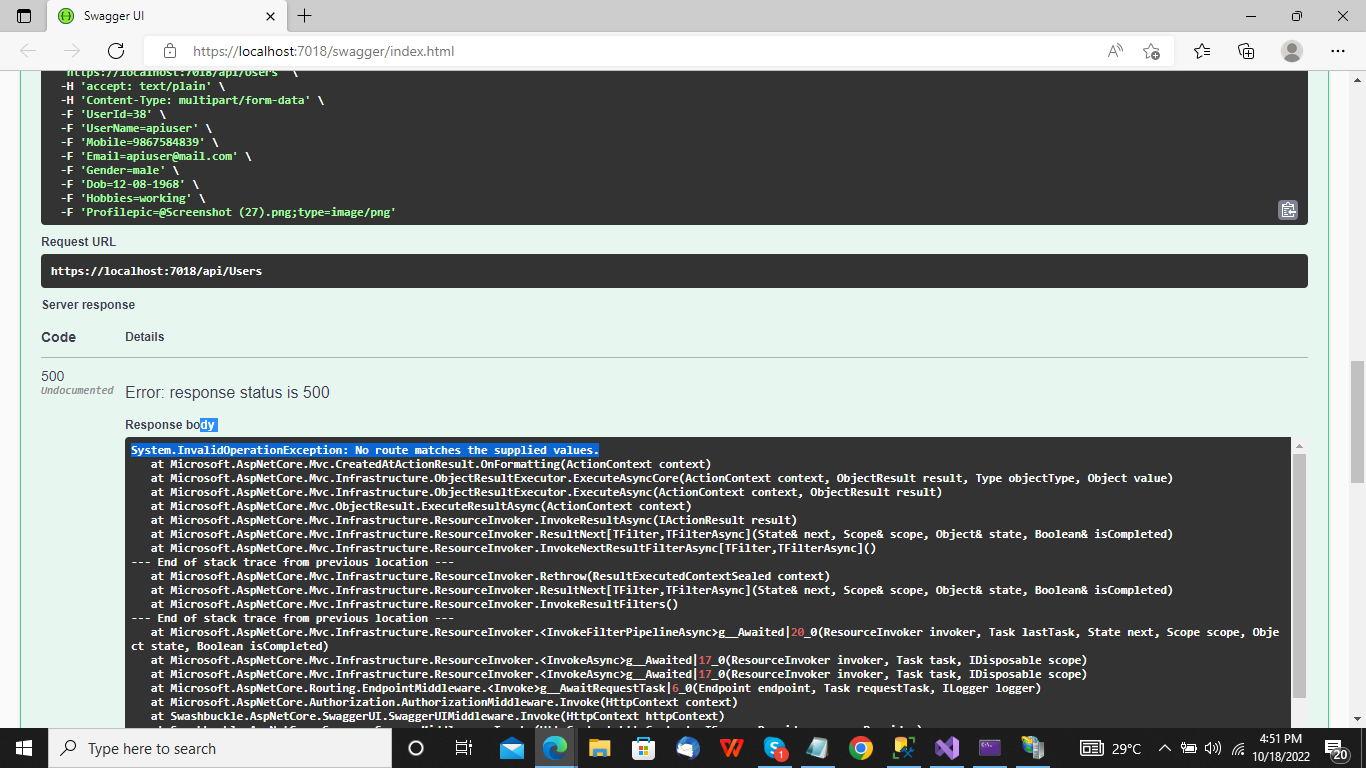 Swagger UI
https://localhost:7018/swagger/index.html
'https://localhost:7018/api/Users' \
-H 'accept: text/plain' \
-H 'Content-Type: multipart/form-data' \
-F 'UserId=38' \
-F 'UserName=apiuser' \
-F 'Mobile=9867584839' \
-F 'Email=apiuser@mail.com' \
-F 'Gender=male' \
-F 'Dob=12-08-1968' \
-F 'Hobbies=working' \
-F 'Profilepic=@Screenshot (27).png;type=image/png'
Request URL
https://localhost:7018/api/Users
Server response
Code Details
500
Undocumented
Error: response status is 500
Response body
System.InvalidOperationException: No route matches the supplied values.
at Microsoft.AspNetCore.Mvc.CreatedAtActionResult.OnFormatting(ActionContext context)
at Microsoft.AspNetCore.Mvc.Infrastructure.ObjectResultExecutor.ExecuteAsyncCore(ActionContext context, ObjectResult result, Type objectType, Object value)
at Microsoft.AspNetCore.Mvc.Infrastructure.ObjectResultExecutor.ExecuteAsync(ActionContext context, ObjectResult result)
at Microsoft.AspNetCore.Mvc.ObjectResult.ExecuteResultAsync(ActionContext context)
at Microsoft.AspNetCore.Mvc.Infrastructure.ResourceInvoker.InvokeResultAsync(IActionResult result)
at Microsoft.AspNetCore.Mvc.Infrastructure.ResourceInvoker.ResultNext[TFilter,TFilterAsync](State& next, Scope& scope, Object& state, Boolean& isCompleted)
at Microsoft.AspNetCore.Mvc.Infrastructure.ResourceInvoker.InvokeNextResultFilterAsync[TFilter,TFilterAsync]()
--- End of stack trace from previous location ---
at Microsoft.AspNetCore.Mvc.Infrastructure.ResourceInvoker.Rethrow(ResultExecutedContextSealed context)
at Microsoft.AspNetCore.Mvc.Infrastructure.ResourceInvoker.ResultNext[TFilter,TFilterAsync](State& next, Scope& scope, Object& state, Boolean& isCompleted)
at Microsoft.AspNetCore.Mvc.Infrastructure.ResourceInvoker.InvokeResultFilters()
--- End of stack trace from previous location ---
at Microsoft.AspNetCore.Mvc.Infrastructure.ResourceInvoker.<InvokeFilterPipelineAsync>g__Awaited|20_0(ResourceInvoker invoker, Task lastTask, State next, Scope scope, Obje
ct state, Boolean isCompleted)
at Microsoft.AspNetCore.Mvc.Infrastructure.ResourceInvoker.<InvokeAsync>g__Awaited|17_0(ResourceInvoker invoker, Task task, IDisposable scope)
at Microsoft.AspNetCore.Mvc.Infrastructure.ResourceInvoker.<InvokeAsync>g__Awaited|17_0(ResourceInvoker invoker, Task task, IDisposable scope)
at Microsoft.AspNetCore.Routing.EndpointMiddleware.<Invoke>g__AwaitRequestTask|6_0(Endpoint endpoint, Task requestTask, ILogger logger)
at Microsoft.AspNetCore.Authorization.AuthorizationMiddleware.Invoke(HttpContext context)
at Swashbuckle.AspNetCore.SwaggerUI.SwaggerUIMiddleware.Invoke(HttpContext httpContext)
Type here to search
1
29°C
4:51 PM
10/18/2022
20